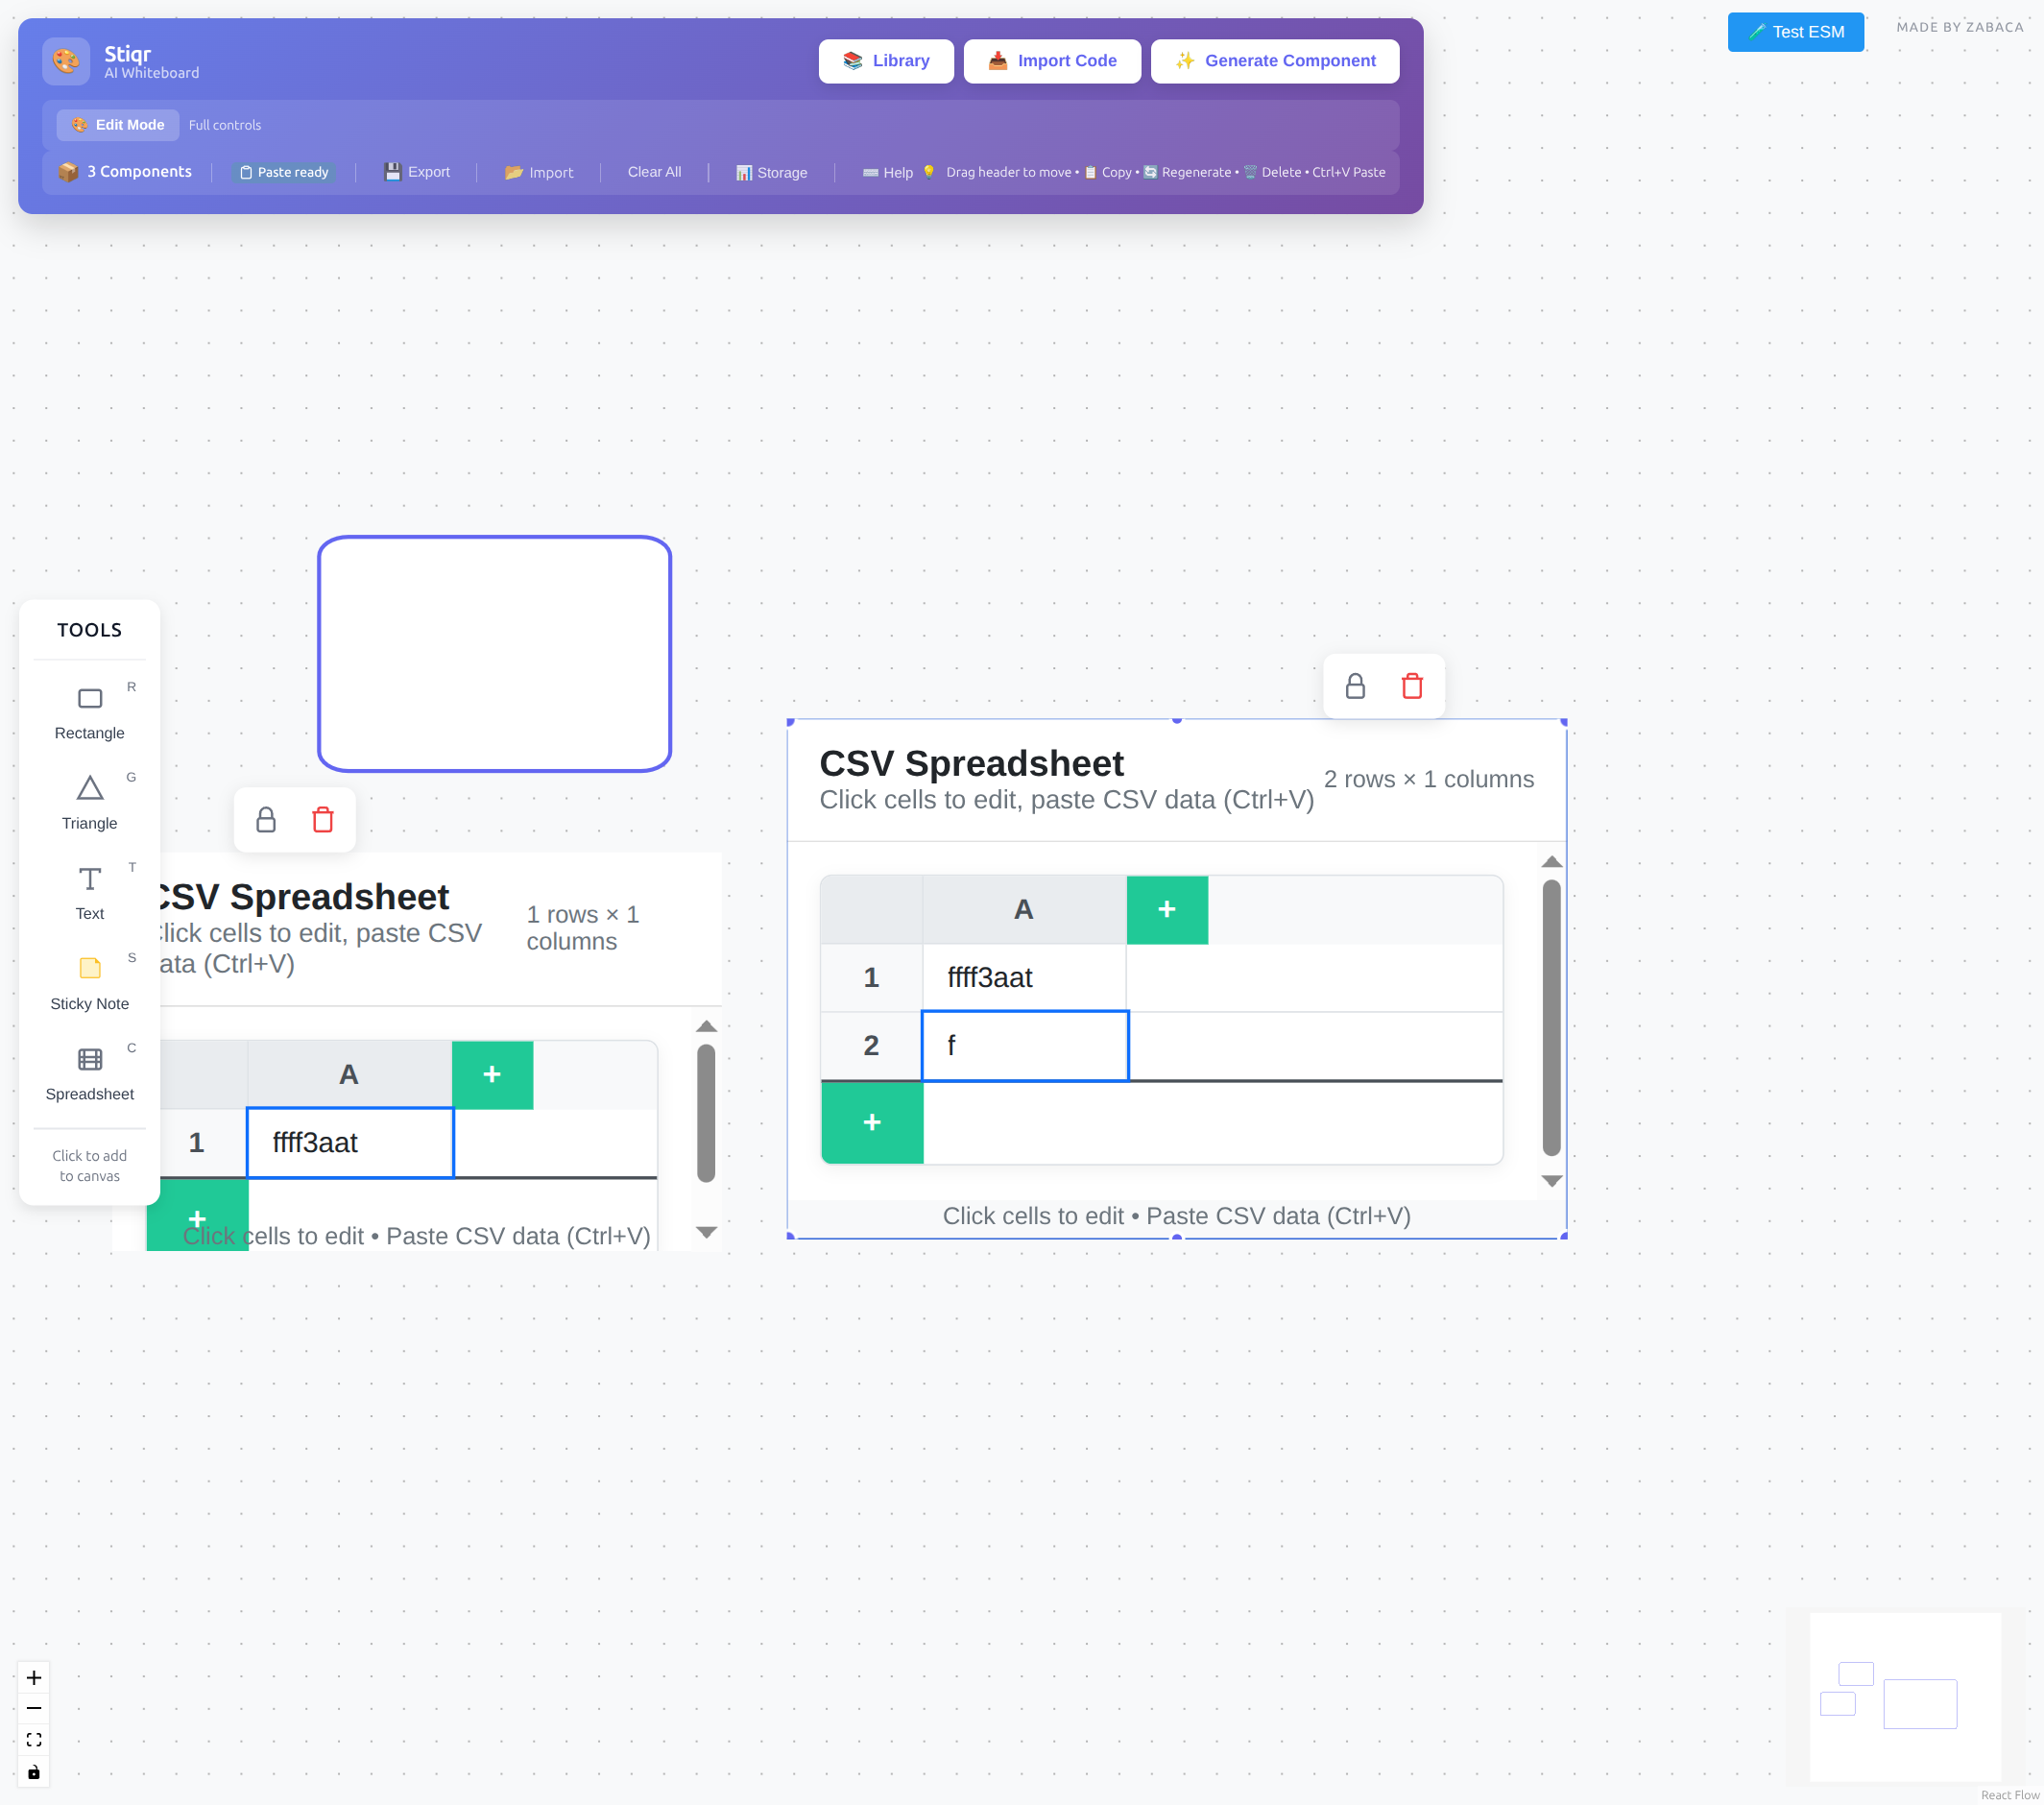 Stiqr
AI Whiteboard
Library
Import Code
Generate Component
Test ESM
MADE BY ZABACA
Edit Mode
Full controls
3 Components
Paste ready
Export
Import
Clear All
Storage
Help
Drag header to move • Copy • Regenerate • Delete • Ctrl+V Paste
TOOLS
R
Rectangle
G
Triangle
T
Text
S
Sticky Note
C
Spreadsheet
Click to add
to canvas
CSV Spreadsheet
Click cells to edit, paste CSV
data (Ctrl+V)
1 rows × 1
columns
A
+
1
ffff3aat
+
Click cells to edit • Paste CSV data (Ctrl+V)
CSV Spreadsheet
Click cells to edit, paste CSV data (Ctrl+V)
2 rows × 1 columns
A
+
1
ffff3aat
2
f
+
Click cells to edit • Paste CSV data (Ctrl+V)
React Flow